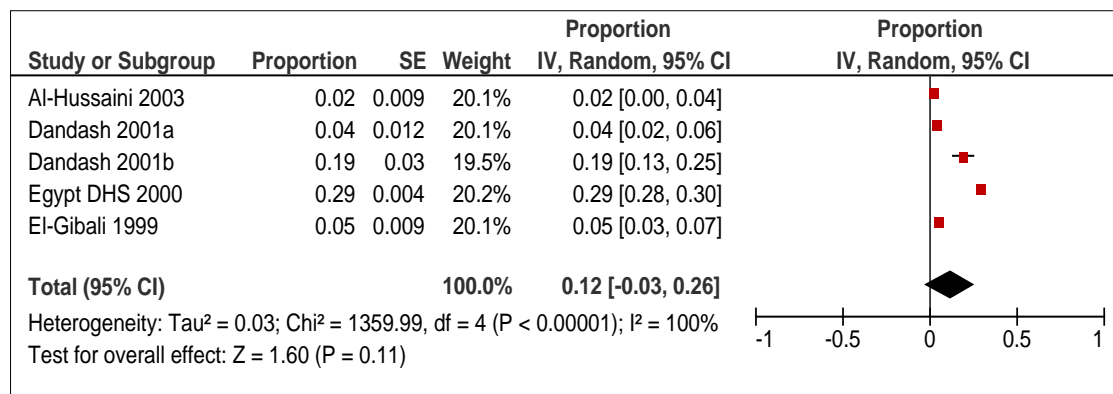 Proportion Proportion
Study or Subgroup Proportion SE Weight IV, Random, 95% CI IV, Random, 95% CI
Al-Hussaini 2003 0.02 0.009 20.1% 0.02 [0.00, 0.04]
Dandash 2001a 0.04 0.012 20.1% 0.04 [0.02, 0.06]
Dandash 2001b 0.19 0.03 19.5% 0.19 [0.13, 0.25]
Egypt DHS 2000 0.29 0.004 20.2% 0.29 [0.28, 0.30]
El-Gibali 1999 0.05 0.009 20.1% 0.05 [0.03, 0.07]
Total (95% CI) 100.0% 0.12 [-0.03, 0.26]
Heterogeneity: Tau² = 0.03; Chi² = 1359.99, df = 4 (P < 0.00001); I² = 100%
Test for overall effect: Z = 1.60 (P = 0.11)
-1 -0.5 0 0.5 1